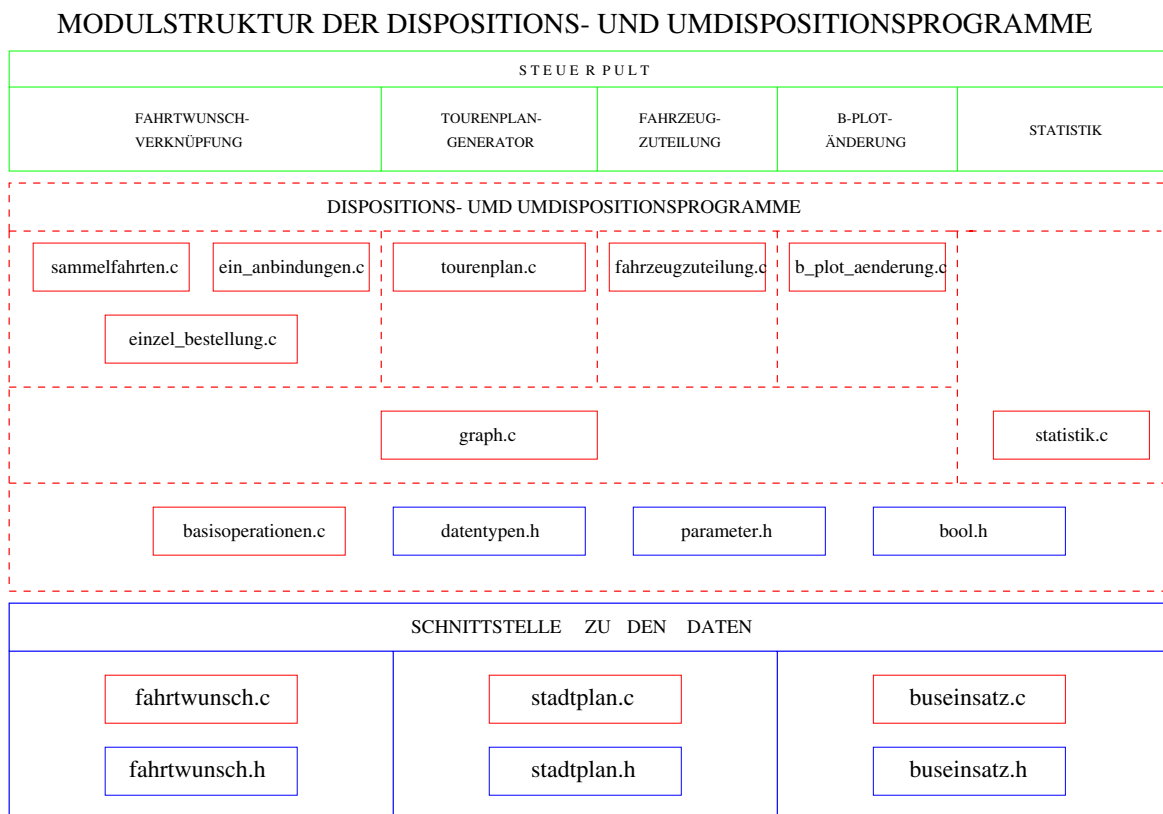 MODULSTRUKTUR DER DISPOSITIONS- UND UMDISPOSITIONSPROGRAMME
STEUERPULT
FAHRTWUNSCH-
VERKNÜPFUNG
TOURENPLAN-
GENERATOR
FAHRZEUG-
ZUTEILUNG
B-PLOT-
ÄNDERUNG
STATISTIK
DISPOSITIONS- UMD UMDISPOSITIONSPROGRAMME
sammelfahrten.c
ein_anbindungen.c
tourenplan.c
fahrzeugzuteilung.c
b_plot_aenderung.c
einzel_bestellung.c
graph.c
statistik.c
basisoperationen.c
datentypen.h
parameter.h
bool.h
SCHNITTSTELLE ZU DEN DATEN
fahrtwunsch.c
stadtplan.c
buseinsatz.c
fahrtwunsch.h
stadtplan.h
buseinsatz.h